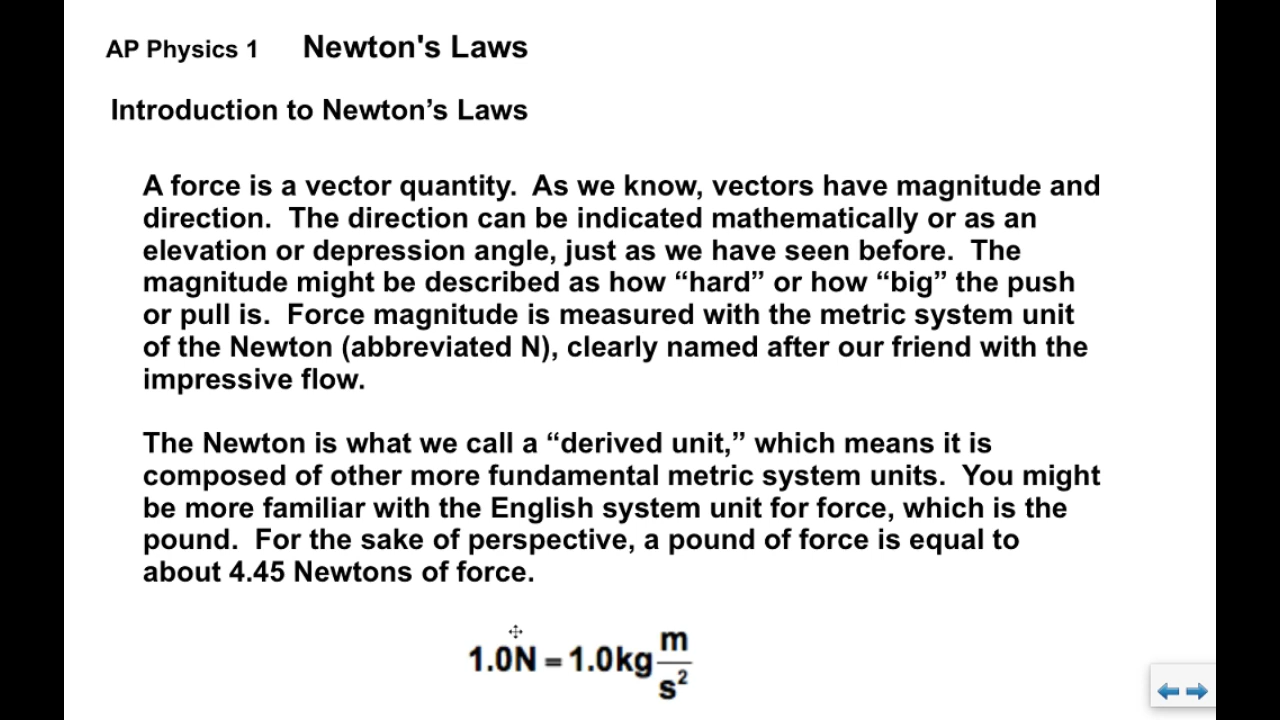 AP Physics 1 Newton's Laws
Introduction to Newton’s Laws
A force is a vector quantity. As we know, vectors have magnitude and
direction. The direction can be indicated mathematically or as an
elevation or depression angle, just as we have seen before. The
magnitude might be described as how “hard” or how “big” the push
or pull is. Force magnitude is measured with the metric system unit
of the Newton (abbreviated N), clearly named after our friend with the
impressive flow.
The Newton is what we call a “derived unit,” which means it is
composed of other more fundamental metric system units. You might
be more familiar with the English system unit for force, which is the
pound. For the sake of perspective, a pound of force is equal to
about 4.45 Newtons of force.
1.0N = 1.0kg m/s²